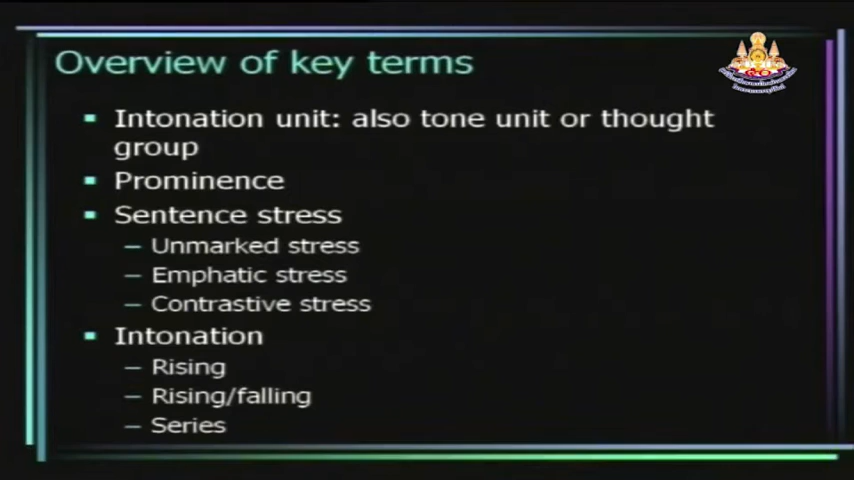 Overview of key terms
Intonation unit: also tone unit or thought
group
Prominence
Sentence stress
– Unmarked stress
– Emphatic stress
– Contrastive stress
Intonation
– Rising
– Rising/falling
– Series